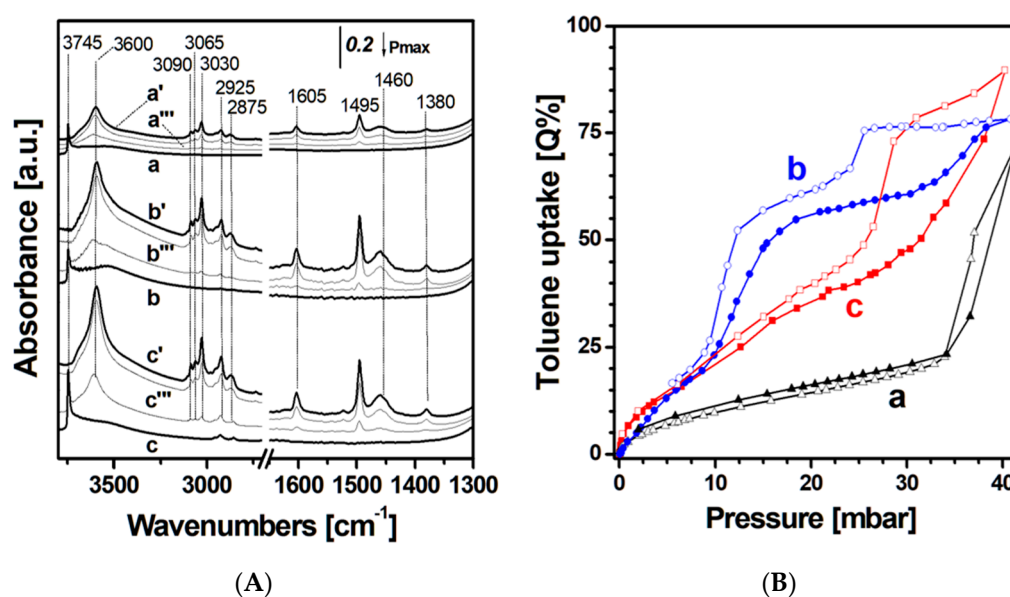 3745
3600
3065
3090
3030
2925
2875
0.2
Pmax
1460
1605
1495
1380
a'
a'''
a
b'
b'''
b
c'
c'''
c
Absorbance [a.u.]
3500
3000
1600
1500
1400
1300
Wavenumbers [cm-1]
(A)
100
75
50
25
0
Toluene uptake [Q%]
b
c
a
0
10
20
30
40
Pressure [mbar]
(B)